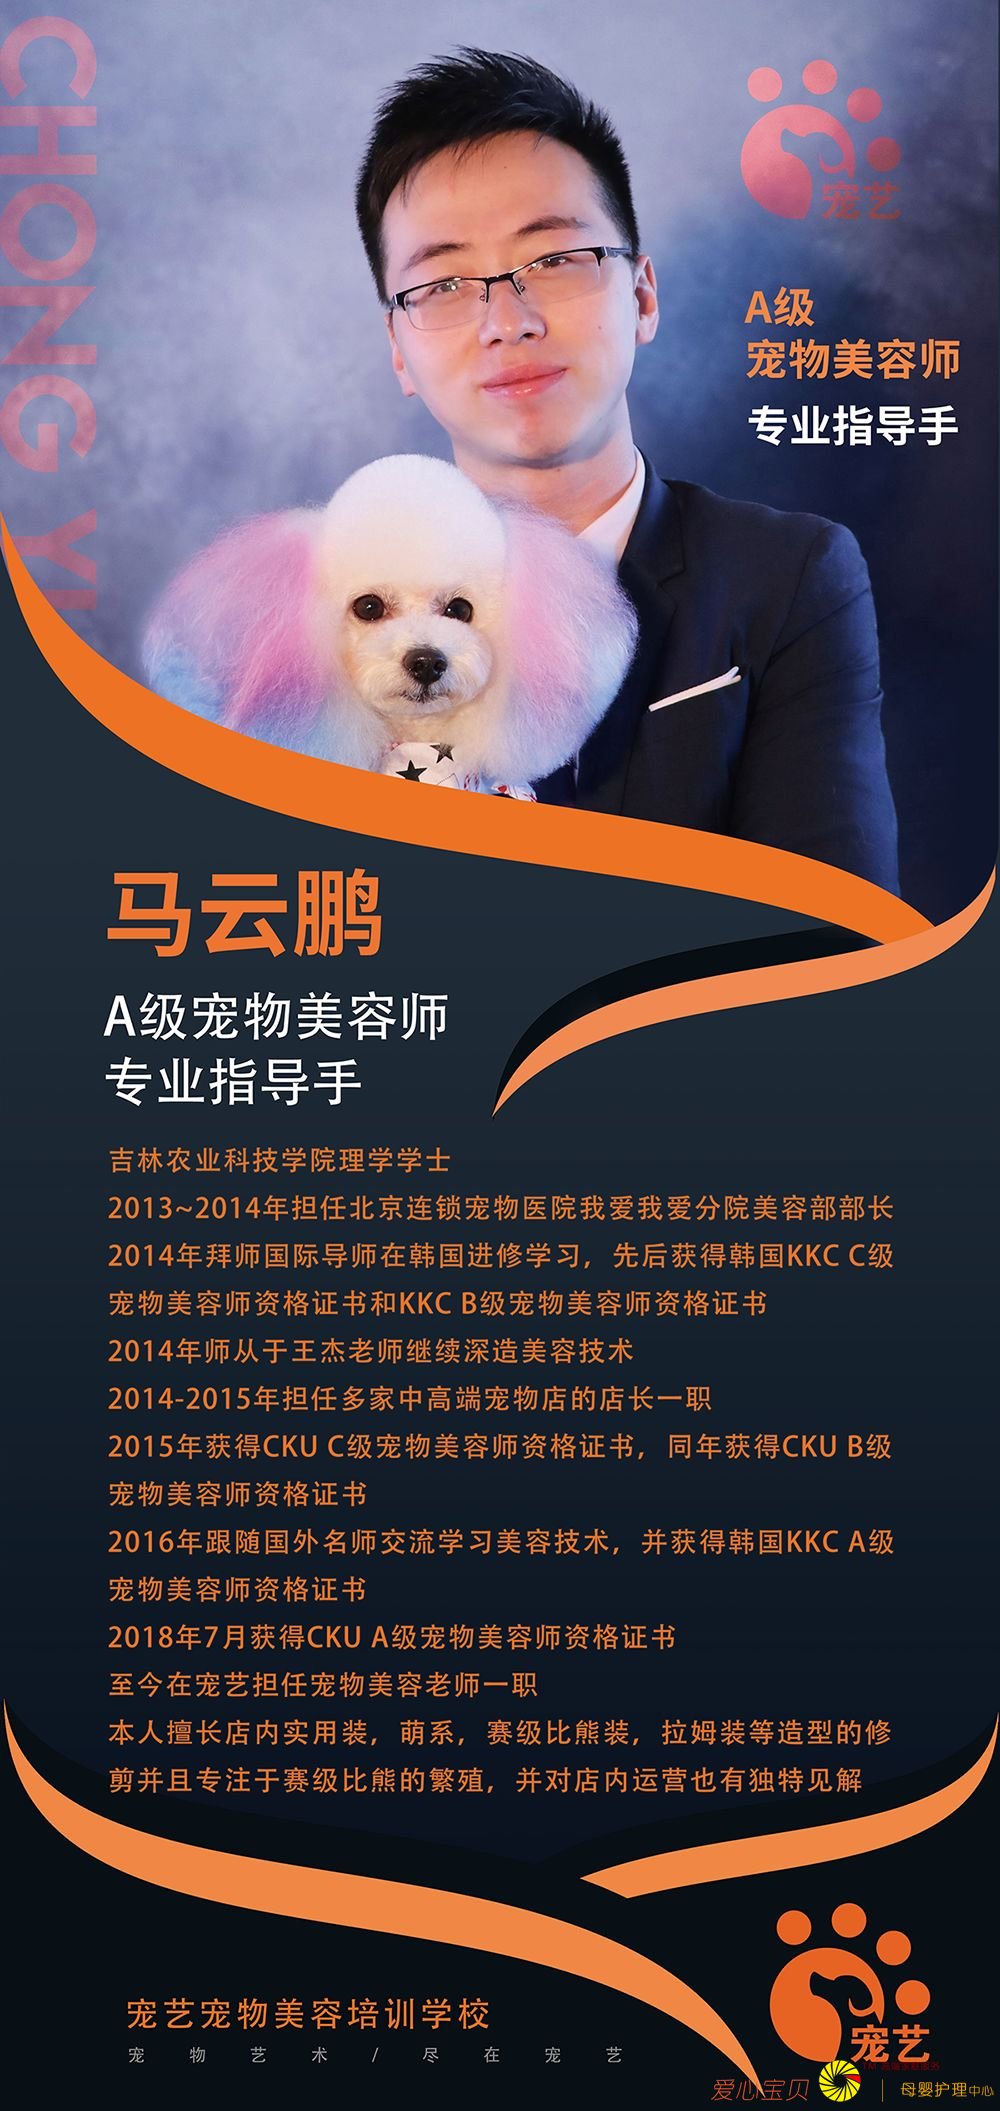 CHONG YI
宠艺
A级
宠物美容师
专业指导手
马云鹏
A级宠物美容师
专业指导手
吉林农业科技学院理学学士
2013~2014年担任北京连锁宠物医院我爱我爱分院美容部部长
2014年拜师国际导师在韩国进修学习，先后获得韩国KKC C级
宠物美容师资格证书和KKC B级宠物美容师资格证书
2014年师从于王杰老师继续深造美容技术
2014-2015年担任多家中高端宠物店的店长一职
2015年获得CKU C级宠物美容师资格证书，同年获得CKU B级
宠物美容师资格证书
2016年跟随国外名师交流学习美容技术，并获得韩国KKC A级
宠物美容师资格证书
2018年7月获得CKU A级宠物美容师资格证书
至今在宠艺担任宠物美容老师一职
本人擅长店内实用装，萌系，赛级比熊装，拉姆装等造型的修
剪并且专注于赛级比熊的繁殖，并对店内运营也有独特见解
宠艺宠物美容培训学校
宠物艺术/尽在宠艺
宠艺
爱心宝贝 | 母婴护理中心